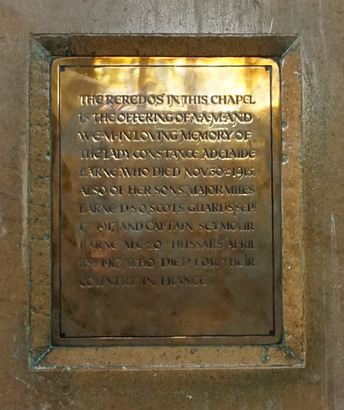 THE REREDOS IN THIS CHAPEL
IS THE OFFERING OF A·A·M·AND
W·E·M·IN LOVING MEMORY OF
THE LADY CONSTANCE ADELAIDE
BARNE WHO DIED NOV. 30TH 1915.
ALSO OF HER SONS, MAJOR MILES
BARNE D·S·O, SCOTS GUARDS, SEPT
17TH 1917, AND CAPTAIN SEYMOUR
BARNE M.C. 20TH HUSSARS APRIL
1917, WHO DIED FOR THEIR
COUNTRY IN FRANCE